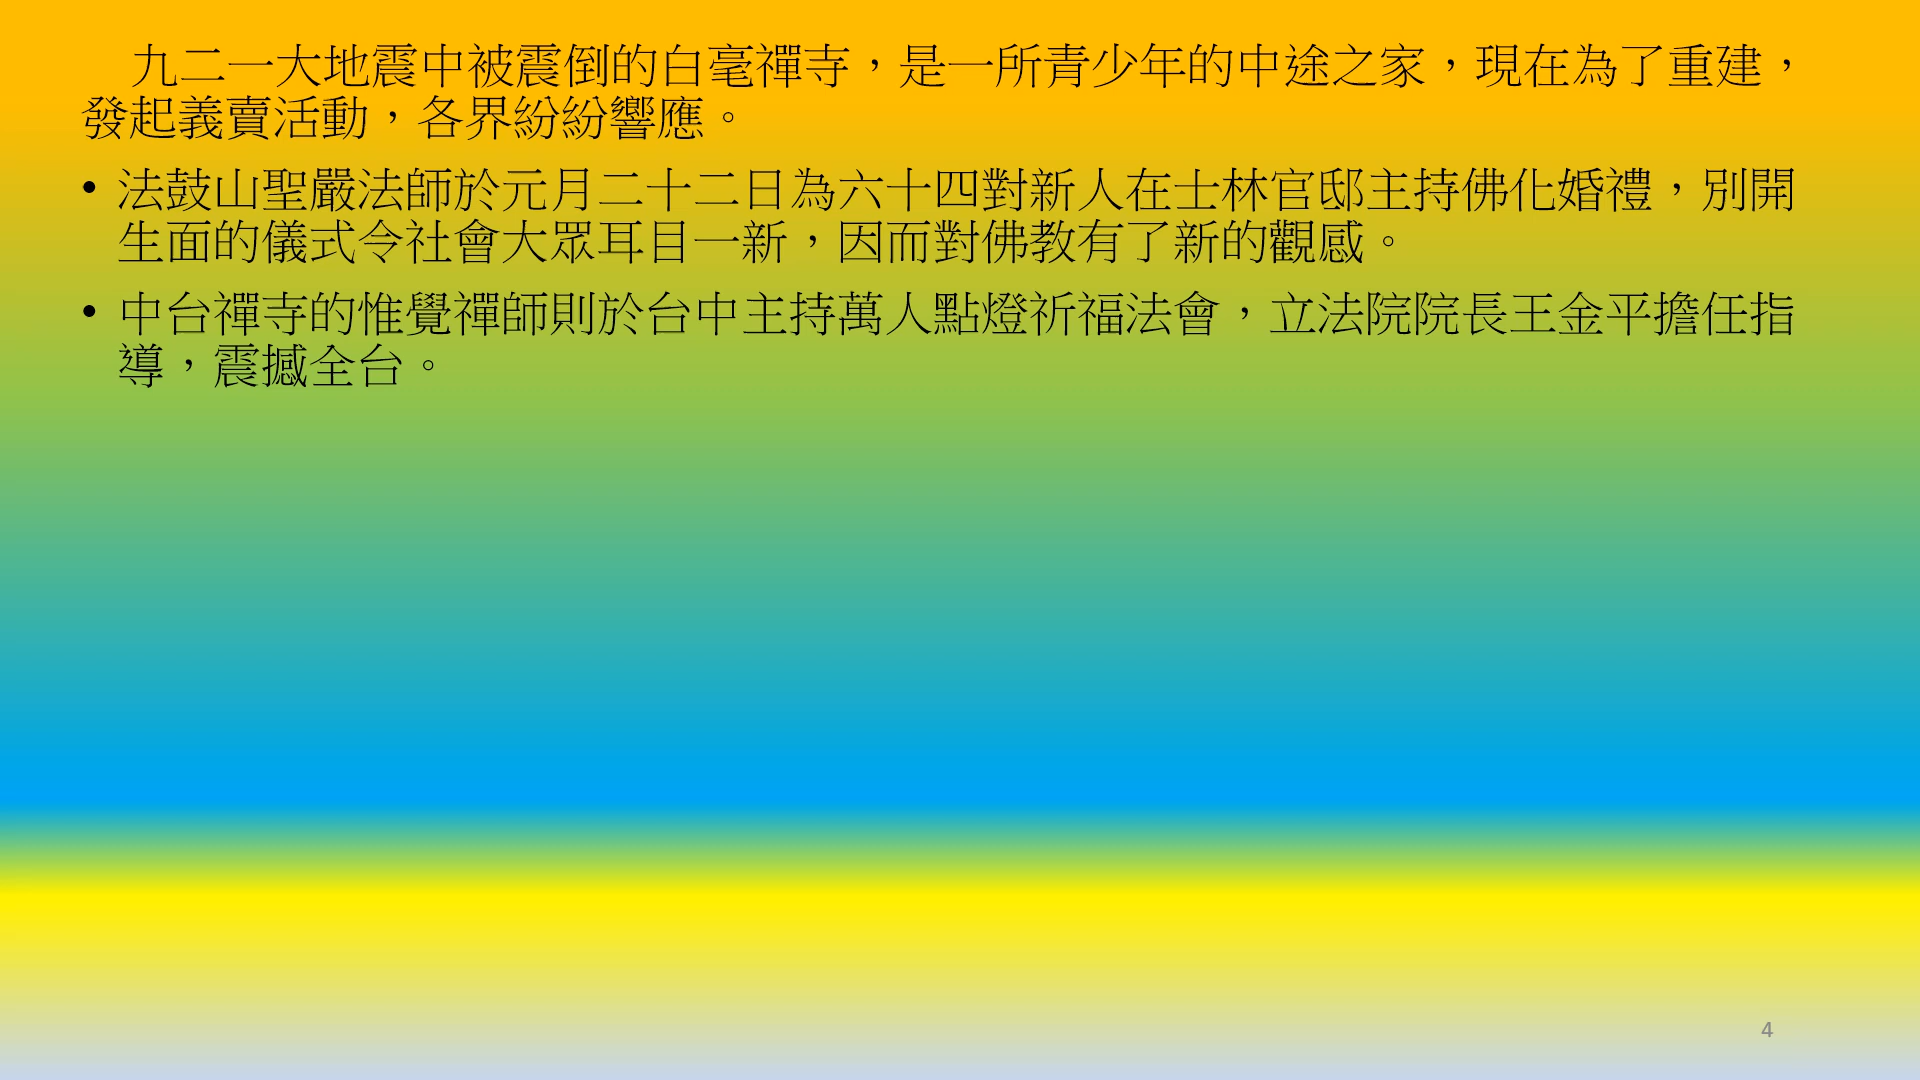 九二一大地震中被震倒的白毫禪寺，是一所青少年的中途之家，現在為了重建，
發起義賣活動，各界紛紛響應。
• 法鼓山聖嚴法師於元月二十二日為六十四對新人在士林官邸主持佛化婚禮，別開
生面的儀式令社會大眾耳目一新，因而對佛教有了新的觀感。
• 中台禪寺的惟覺禪師則於台中主持萬人點燈祈福法會，立法院院長王金平擔任指
導，震撼全台。
4